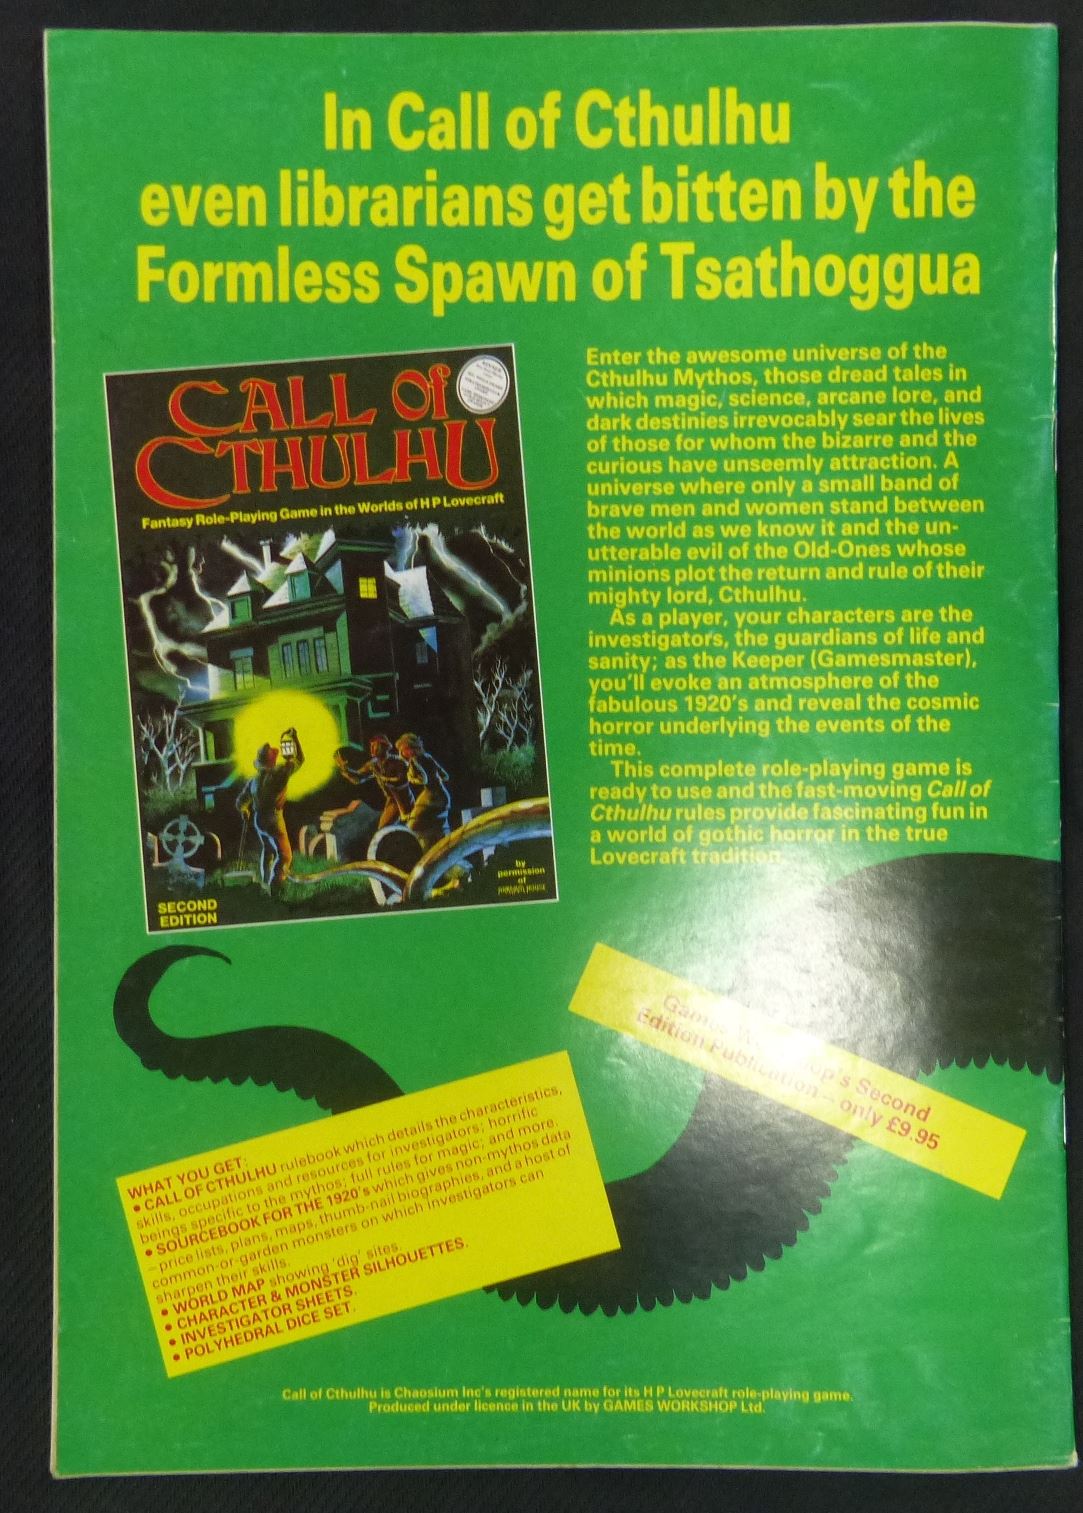 In Call of Cthulhu
even librarians get bitten by the
Formless Spawn of Tsathoggua
CALL of
CTHULHU
Fantasy Role-Playing Game in the Worlds of H P Lovecraft
by
permission
of
SECOND
EDITION
Enter the awesome universe of the
Cthulhu Mythos, those dread tales in
which magic, science, arcane lore, and
dark destinies irrevocably sear the lives
of those for whom the bizarre and the
curious have unseemly attraction. A
universe where only a small band of
brave men and women stand between
the world as we know it and the un-
utterable evil of the Old-Ones whose
minions plot the return and rule of their
mighty lord, Cthulhu.
As a player, your characters are the
investigators, the guardians of life and
sanity; as the Keeper (Gamesmaster),
you'll evoke an atmosphere of the
fabulous 1920's and reveal the cosmic
horror underlying the events of the
time.
This complete role-playing game is
ready to use and the fast-moving Call of
Cthulhu rules provide fascinating fun in
a world of gothic horror in the true
Lovecraft tradition.
Games Workshop's Second
Edition Publication – only £9.95
WHAT YOU GET:
• CALL OF CTHULHU rulebook which details the characteristics,
skills, occupations and resources for investigators; horrific
beings specific to the mythos; full rules for magic; and more.
• SOURCEBOOK FOR THE 1920's which gives non-mythos data
– price lists, plans, maps, thumb-nail biographies, and a host of
common-or-garden monsters on which investigators can
sharpen their skills.
• WORLD MAP showing 'dig' sites.
• CHARACTER & MONSTER SILHOUETTES.
• INVESTIGATOR SHEETS.
• POLYHEDRAL DICE SET.
Call of Cthulhu is Chaosium Inc's registered name for its H P Lovecraft role-playing game.
Produced under licence in the UK by GAMES WORKSHOP Ltd.